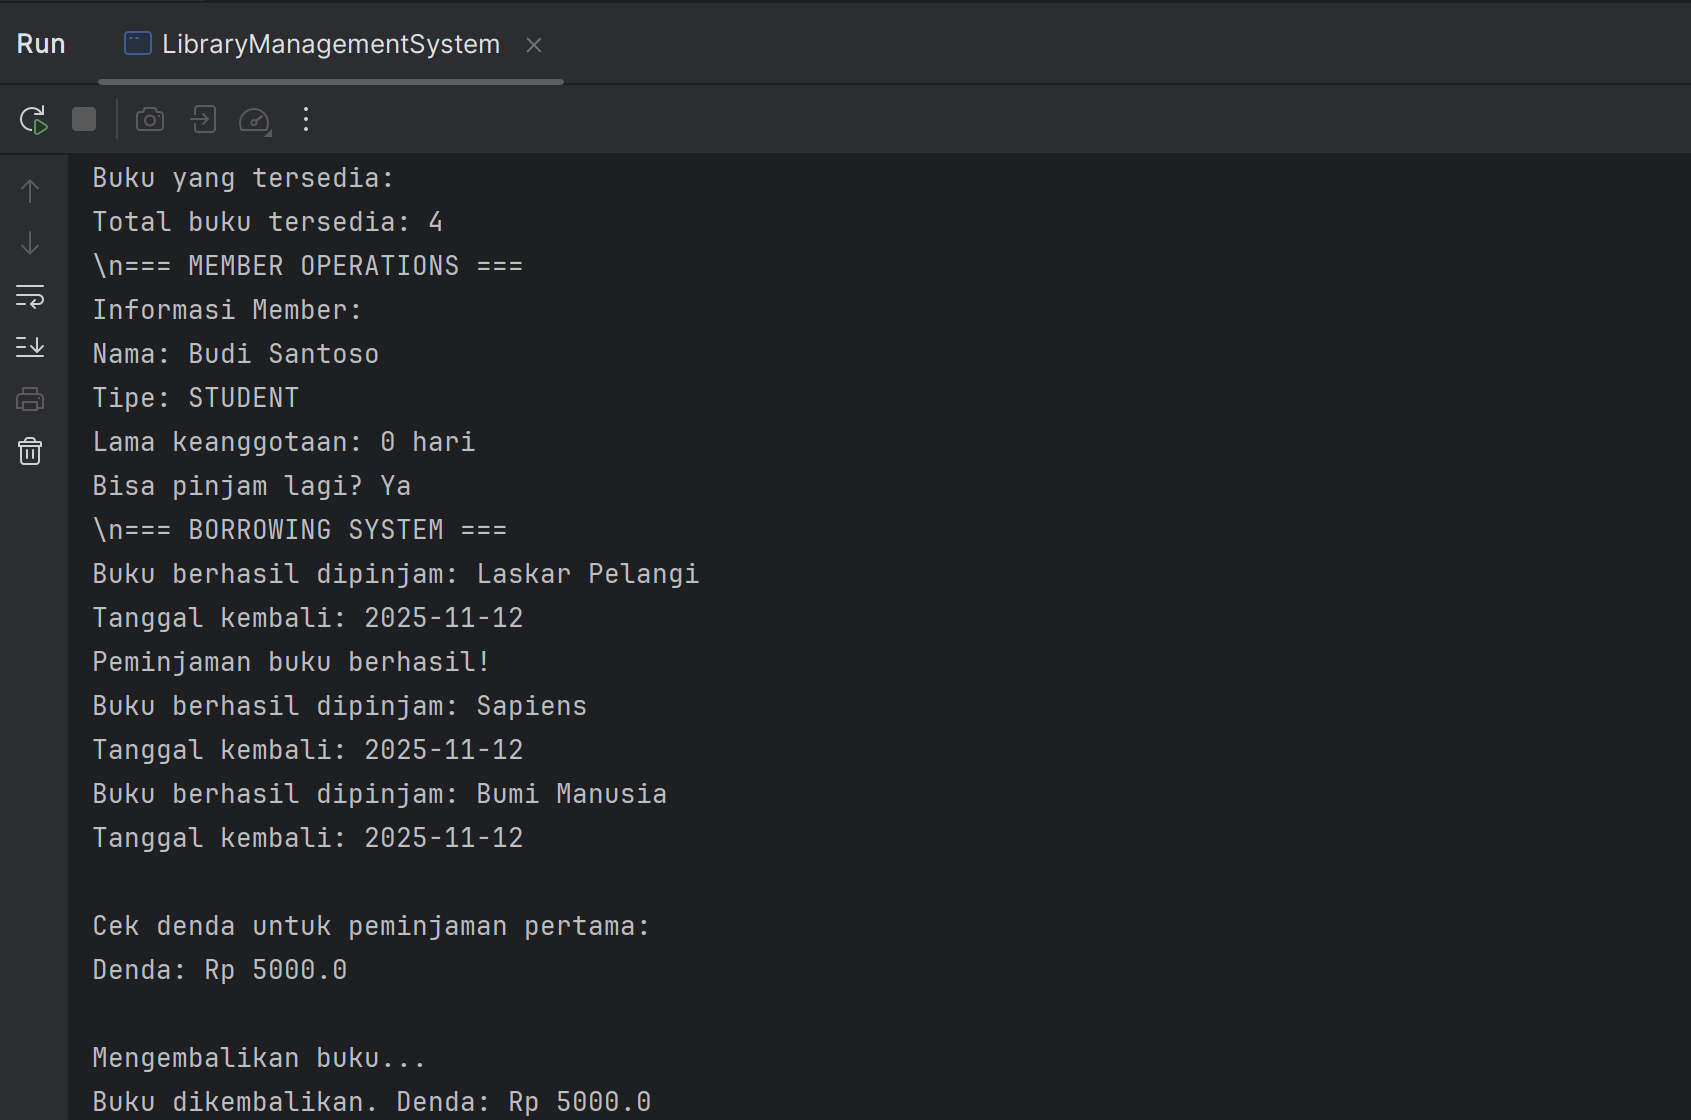 Run LibraryManagementSystem
Buku yang tersedia:
Total buku tersedia: 4
\n=== MEMBER OPERATIONS ===
Informasi Member:
Nama: Budi Santoso
Tipe: STUDENT
Lama keanggotaan: 0 hari
Bisa pinjam lagi? Ya
\n=== BORROWING SYSTEM ===
Buku berhasil dipinjam: Laskar Pelangi
Tanggal kembali: 2025-11-12
Peminjaman buku berhasil!
Buku berhasil dipinjam: Sapiens
Tanggal kembali: 2025-11-12
Buku berhasil dipinjam: Bumi Manusia
Tanggal kembali: 2025-11-12
Cek denda untuk peminjaman pertama:
Denda: Rp 5000.0
Mengembalikan buku...
Buku dikembalikan. Denda: Rp 5000.0